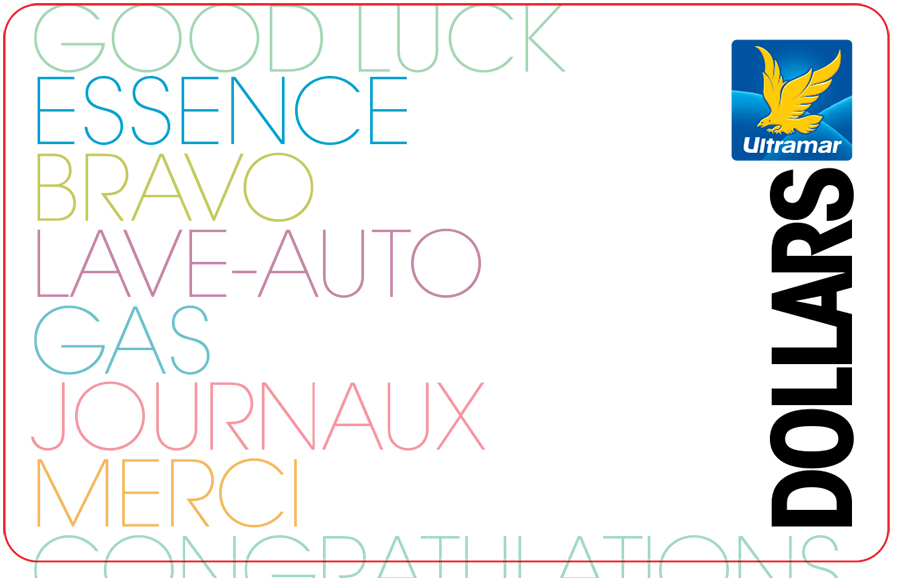 GOOD LUCK
ESSENCE
BRAVO
LAVE-AUTO
GAS
JOURNAUX
MERCI
CONGRATULATIONS
Ultramar
DOLLARS